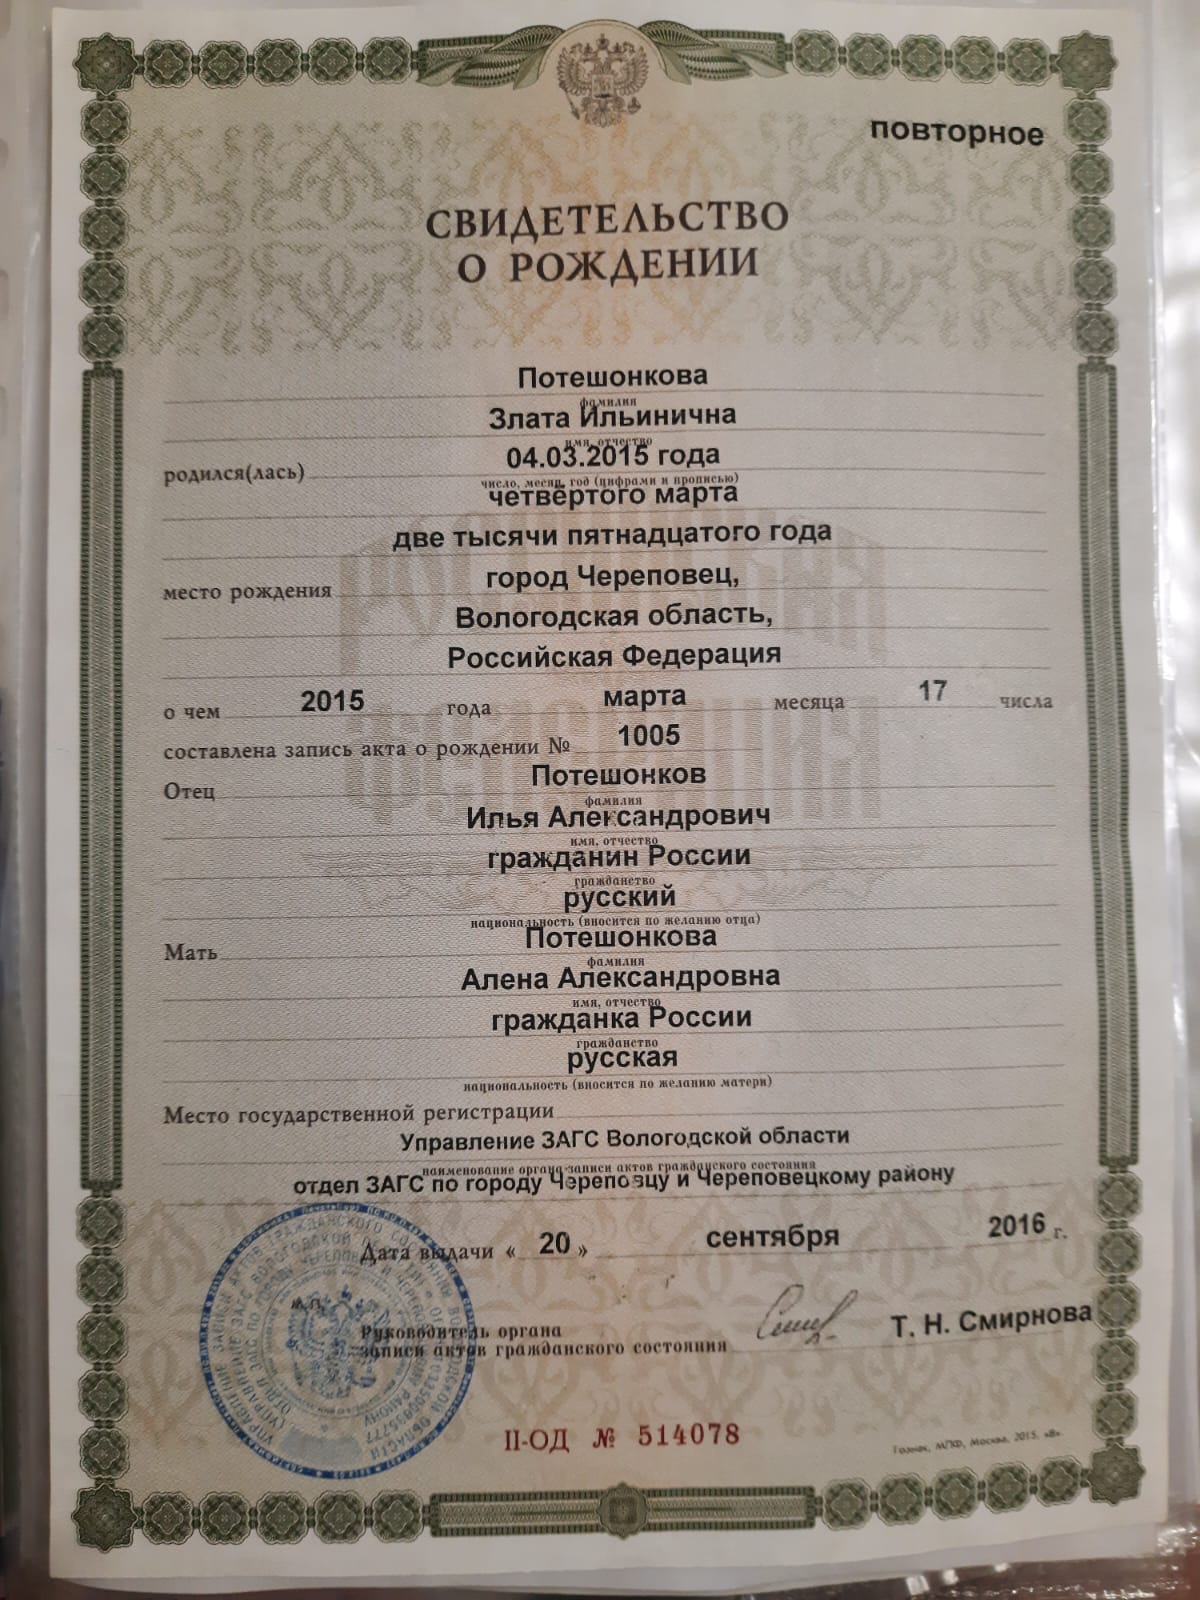 повторное
СВИДЕТЕЛЬСТВО
О РОЖДЕНИИ
Потешонкова
фамилия
Злата Ильинична
имя, отчество
родился(лась) 04.03.2015 года
число, месяц, год (цифрами и прописью)
четвёртого марта
две тысячи пятнадцатого года
место рождения город Череповец,
Вологодская область,
Российская Федерация
о чем 2015 года марта месяца 17 числа
составлена запись акта о рождении № 1005
Отец Потешонков
фамилия
Илья Александрович
имя, отчество
гражданин России
гражданство
русский
национальность (вносится по желанию отца)
Мать Потешонкова
фамилия
Алена Александровна
имя, отчество
гражданка России
гражданство
русская
национальность (вносится по желанию матери)
Место государственной регистрации
Управление ЗАГС Вологодской области
наименование органа записи актов гражданского состояния
отдел ЗАГС по городу Череповцу и Череповецкому району
Дата выдачи « 20 » сентября 2016 г.
М.П.
Руководитель органа
записи актов гражданского состояния Т. Н. Смирнова
II-ОД № 514078
Гознак, МПФ, Москва, 2015, «В».